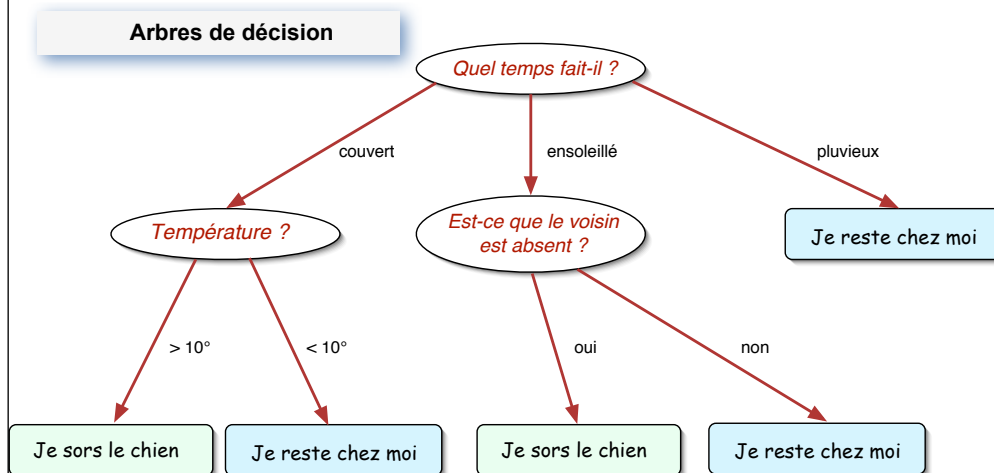 Arbres de décision
Quel temps fait-il ?
couvert
ensoleillé
pluvieux
Température ?
Est-ce que le voisin
est absent ?
Je reste chez moi
> 10°
< 10°
oui
non
Je sors le chien
Je reste chez moi
Je sors le chien
Je reste chez moi